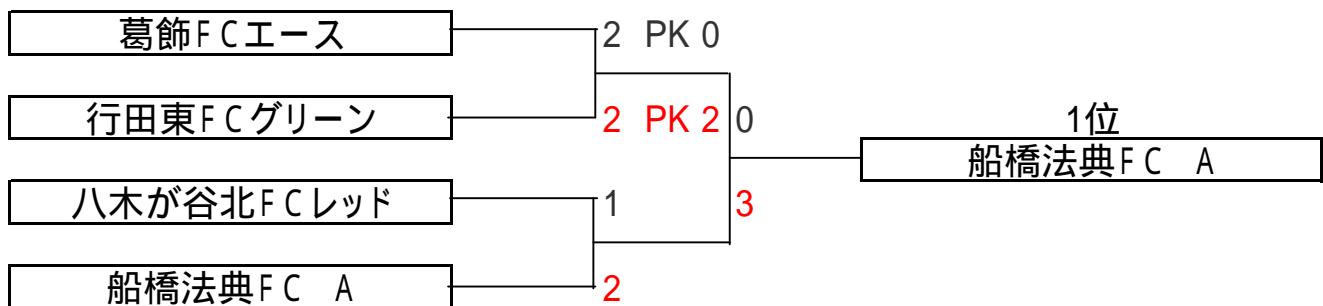 葛飾FCエース
2 PK 0
行田東FCグリーン
2 PK 2
0
1位
船橋法典FC A
八木が谷北FCレッド
1
3
船橋法典FC A
2